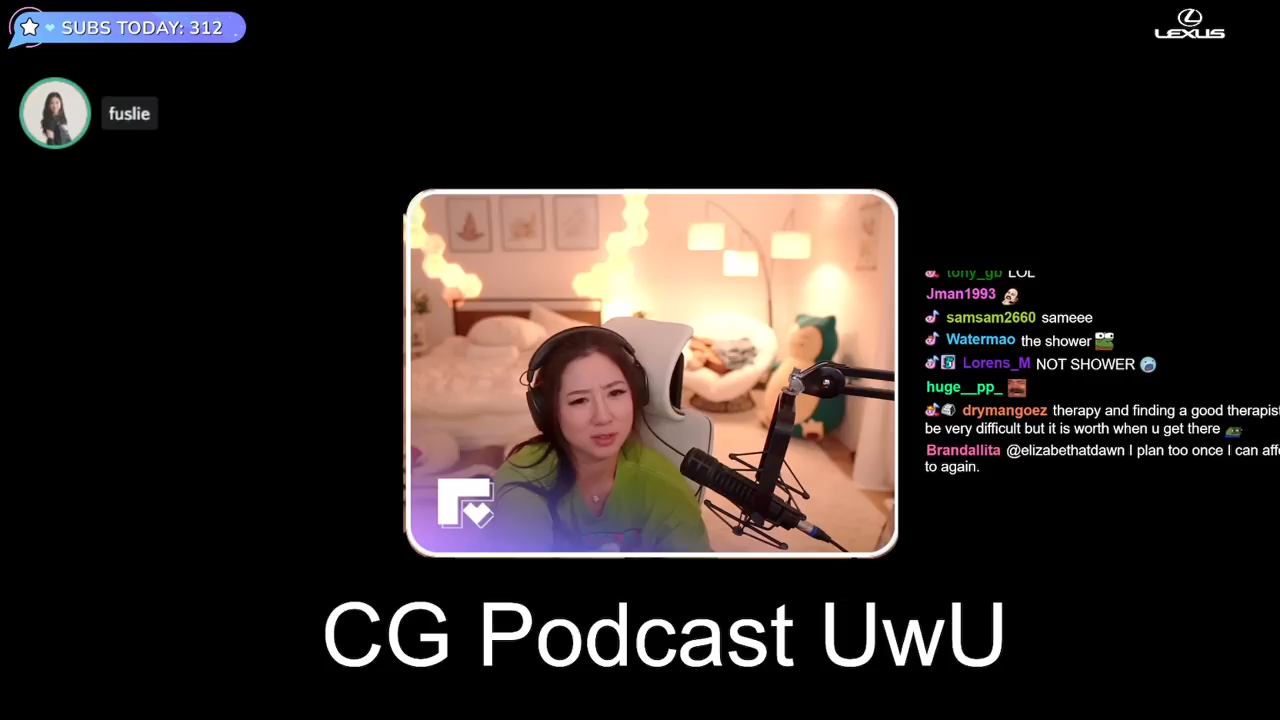 SUBS TODAY: 312
LEXUS
fuslie
tony_gb LOL
Jman1993
samsam2660 sameee
Watermao the shower
Lorens_M NOT SHOWER
huge__pp_
drymangoez therapy and finding a good therapist
be very difficult but it is worth when u get there
Brandallita @elizabethatdawn I plan too once I can
to again.
CG Podcast UwU